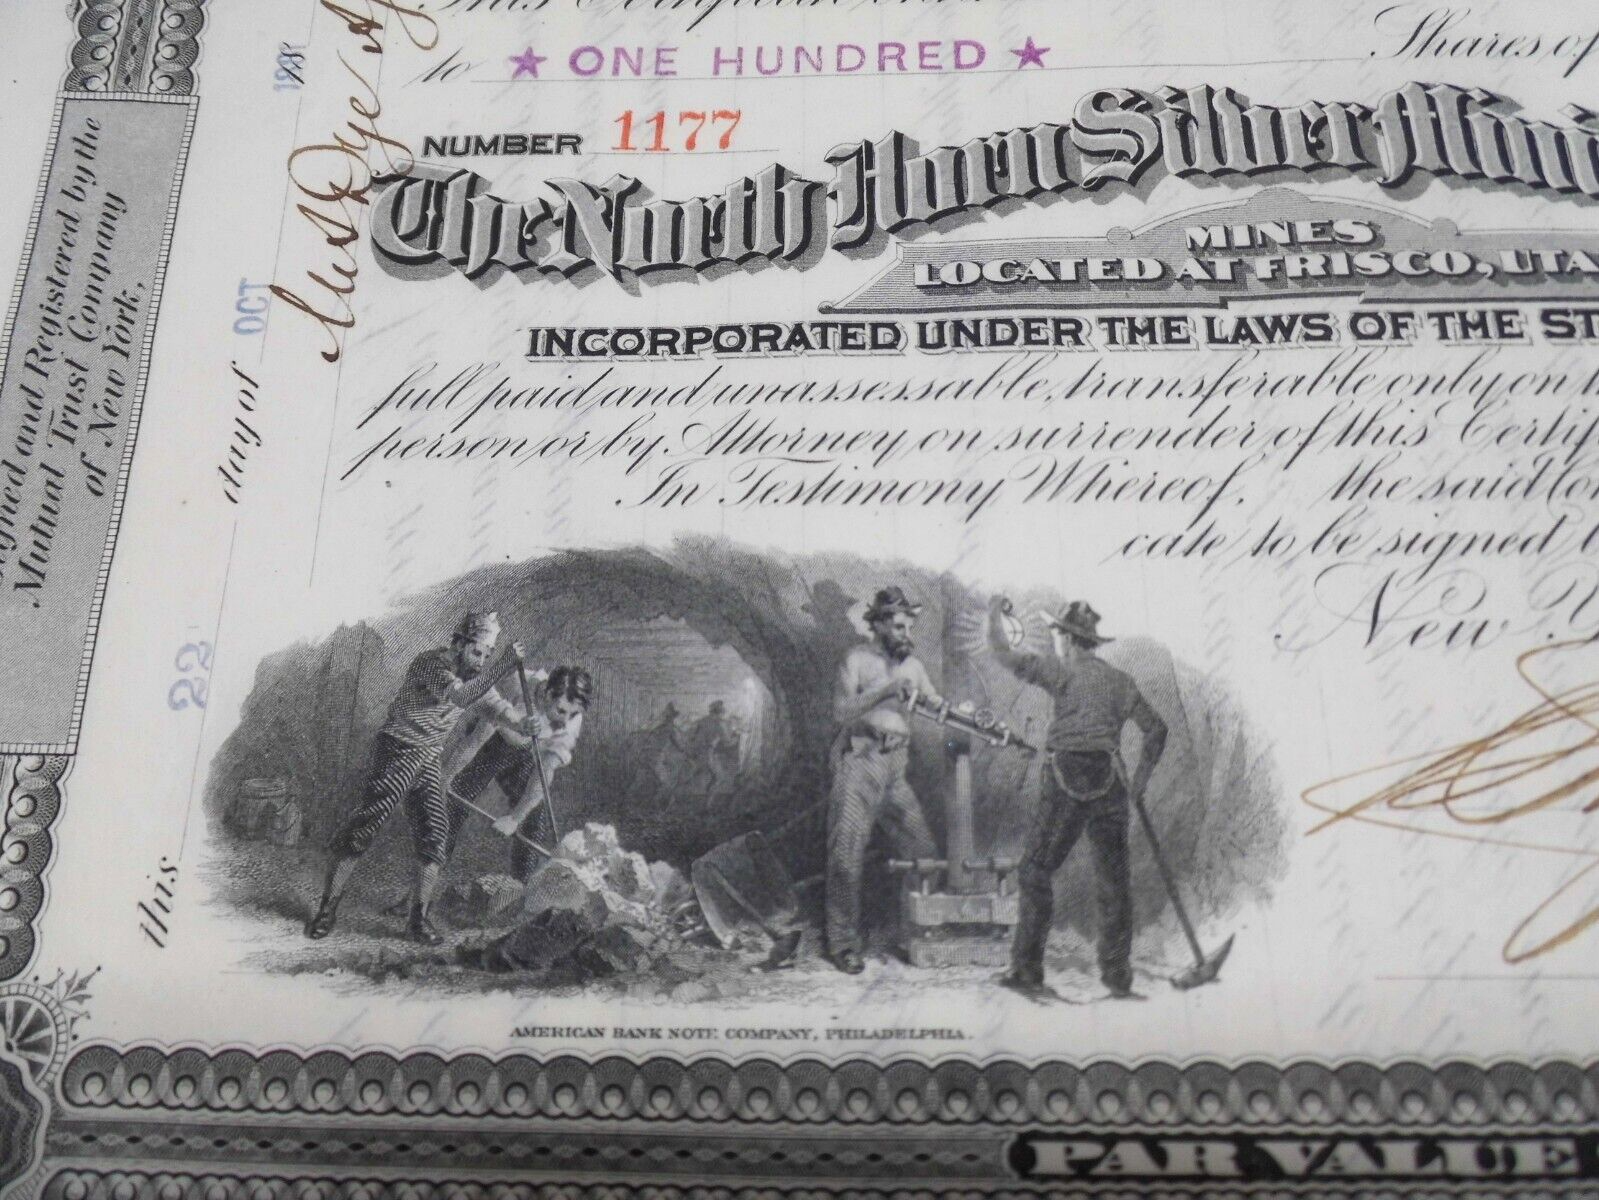 to ★ ONE HUNDRED ★ Shares of
NUMBER 1177
The North Horn Silver Mini
MINES
LOCATED AT FRISCO, UTA
INCORPORATED UNDER THE LAWS OF THE ST
full paid and unassessable, transferable only on
person or by Attorney on surrender of this Certif
In Testimony Whereof, the said Co
cate to be signed
New Y
AMERICAN BANK NOTE COMPANY, PHILADELPHIA.
PAR VALUE
and Registered by the
Mutual Trust Company
of New York,
this 22 day of OCT 1881